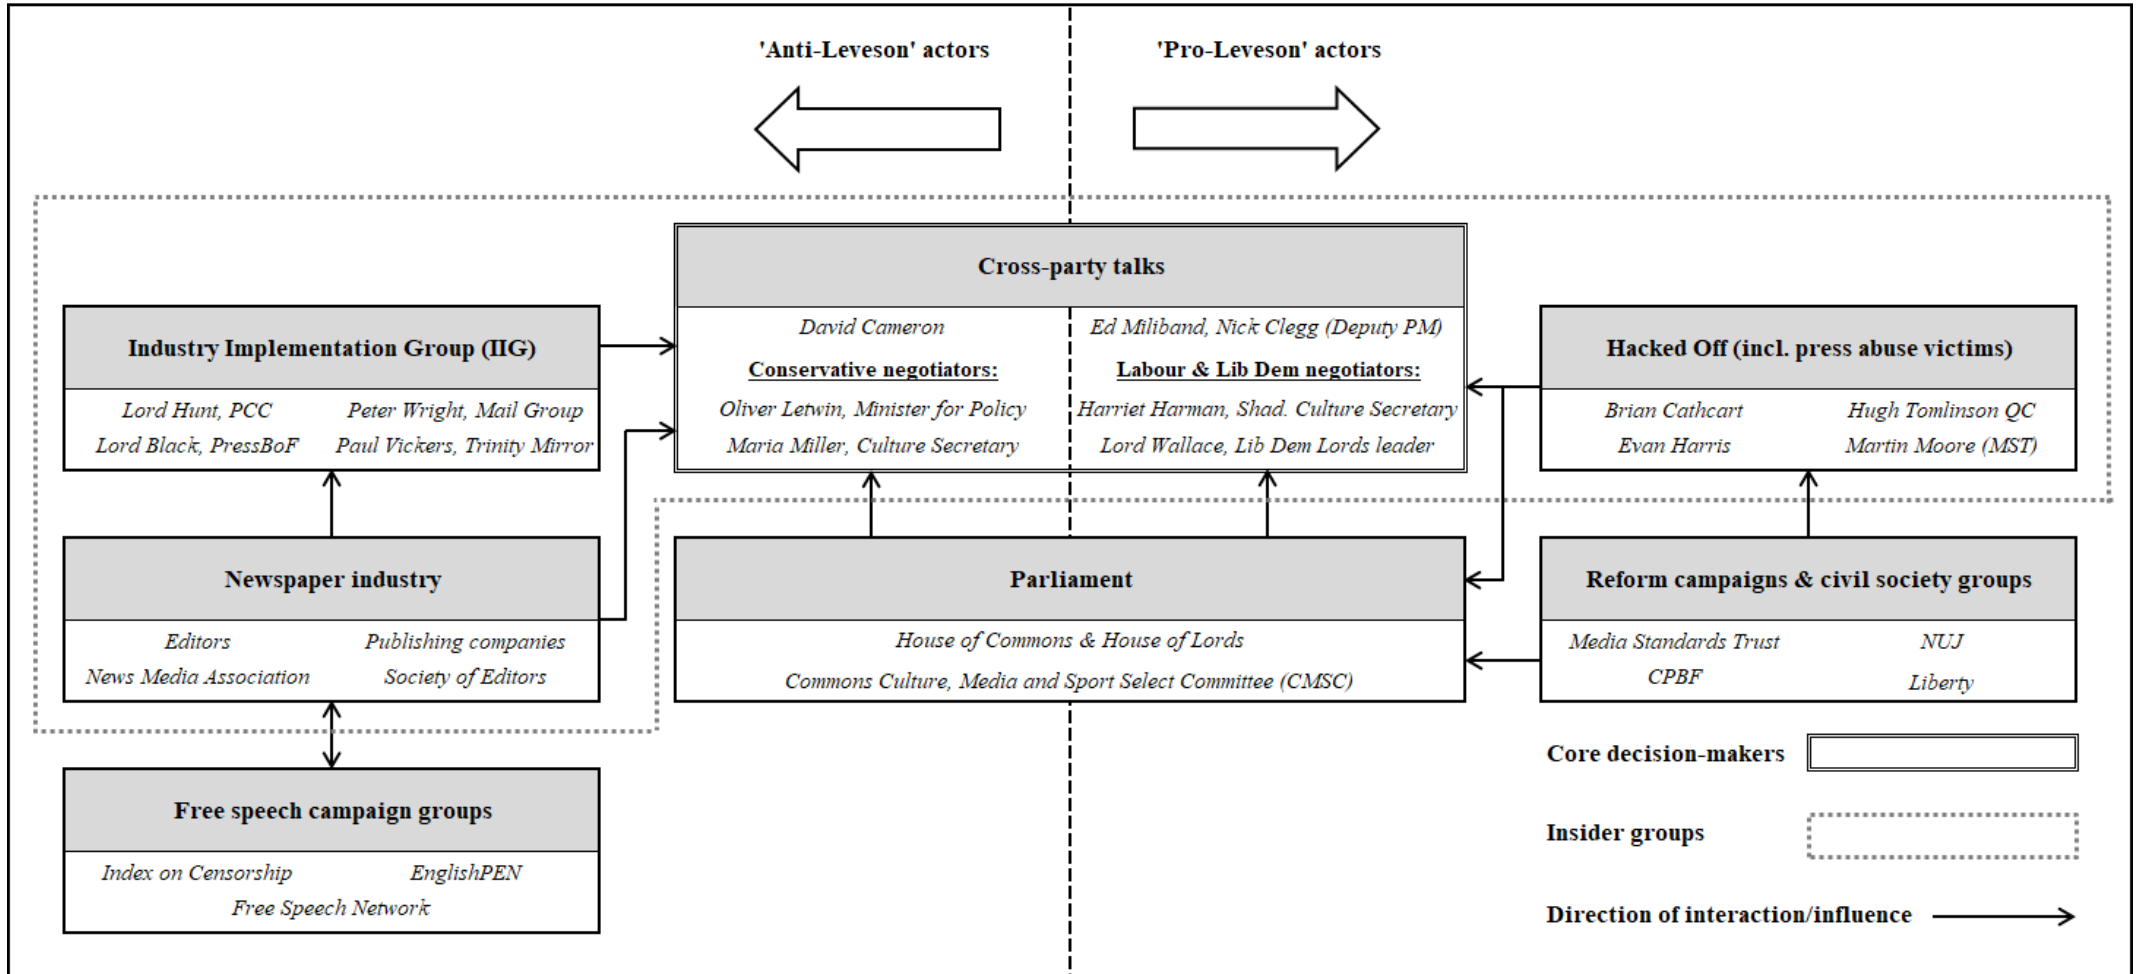 'Anti-Leveson' actors
'Pro-Leveson' actors
Cross-party talks
David Cameron
Conservative negotiators:
Oliver Letwin, Minister for Policy
Maria Miller, Culture Secretary
Ed Miliband, Nick Clegg (Deputy PM)
Labour & Lib Dem negotiators:
Harriet Harman, Shad. Culture Secretary
Lord Wallace, Lib Dem Lords leader
Industry Implementation Group (IIG)
Lord Hunt, PCC
Peter Wright, Mail Group
Lord Black, PressBoF
Paul Vickers, Trinity Mirror
Hacked Off (incl. press abuse victims)
Brian Cathcart
Hugh Tomlinson QC
Evan Harris
Martin Moore (MST)
Newspaper industry
Editors
Publishing companies
News Media Association
Society of Editors
Parliament
House of Commons & House of Lords
Commons Culture, Media and Sport Select Committee (CMSC)
Reform campaigns & civil society groups
Media Standards Trust
NUJ
CPBF
Liberty
Free speech campaign groups
Index on Censorship
EnglishPEN
Free Speech Network
Core decision-makers
Insider groups
Direction of interaction/influence